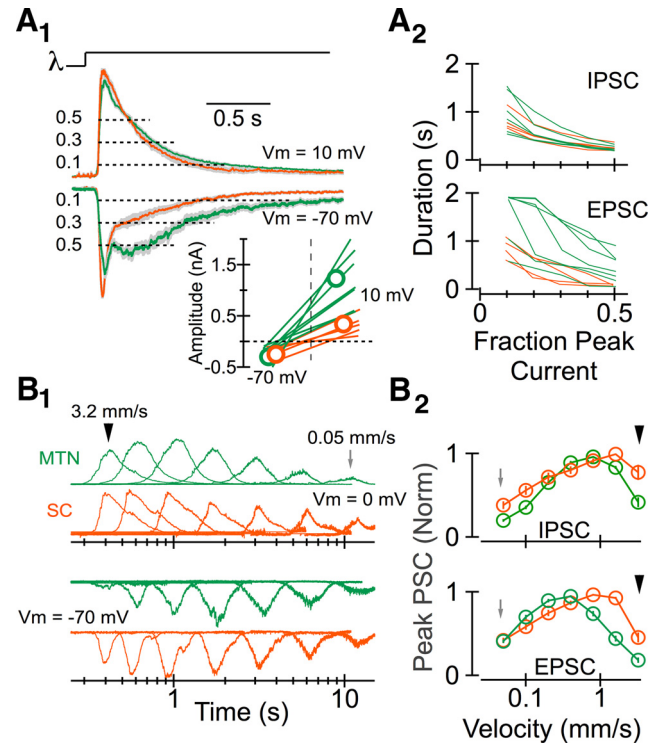 A1
λ
0.5
0.3
0.1
0.5 s
Vm = 10 mV
0.1
0.3
0.5
Vm = -70 mV
Amplitude (nA)
1.5
0.5
-0.5
10 mV
-70 mV
A2
Duration (s)
2
1
0
IPSC
2
1
0
EPSC
0
0.5
Fraction Peak
Current
B1
3.2 mm/s
0.05 mm/s
MTN
Vm = 0 mV
SC
Vm = -70 mV
1
10
Time (s)
B2
Peak PSC (Norm)
1
0
IPSC
1
0
EPSC
0.1
1
Velocity (mm/s)